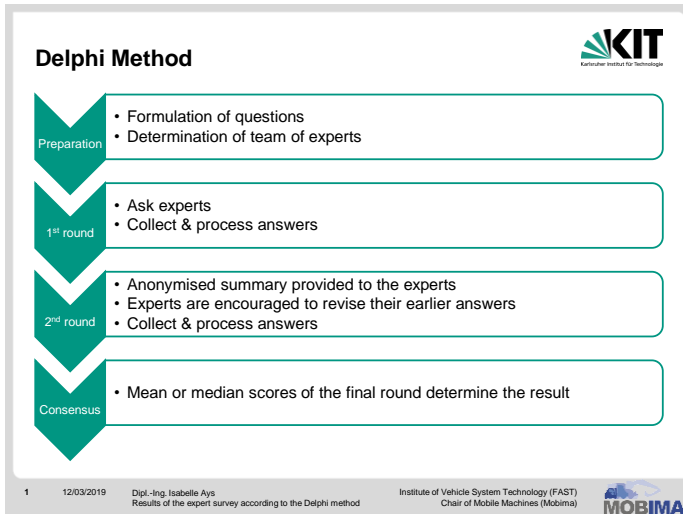 Delphi Method
KIT
Karlsruher Institut für Technologie
Preparation
• Formulation of questions
• Determination of team of experts
1st round
• Ask experts
• Collect & process answers
2nd round
• Anonymised summary provided to the experts
• Experts are encouraged to revise their earlier answers
• Collect & process answers
Consensus
• Mean or median scores of the final round determine the result
1 12/03/2019 Dipl.-Ing. Isabelle Ays
Results of the expert survey according to the Delphi method
Institute of Vehicle System Technology (FAST)
Chair of Mobile Machines (Mobima)
MOBIMA